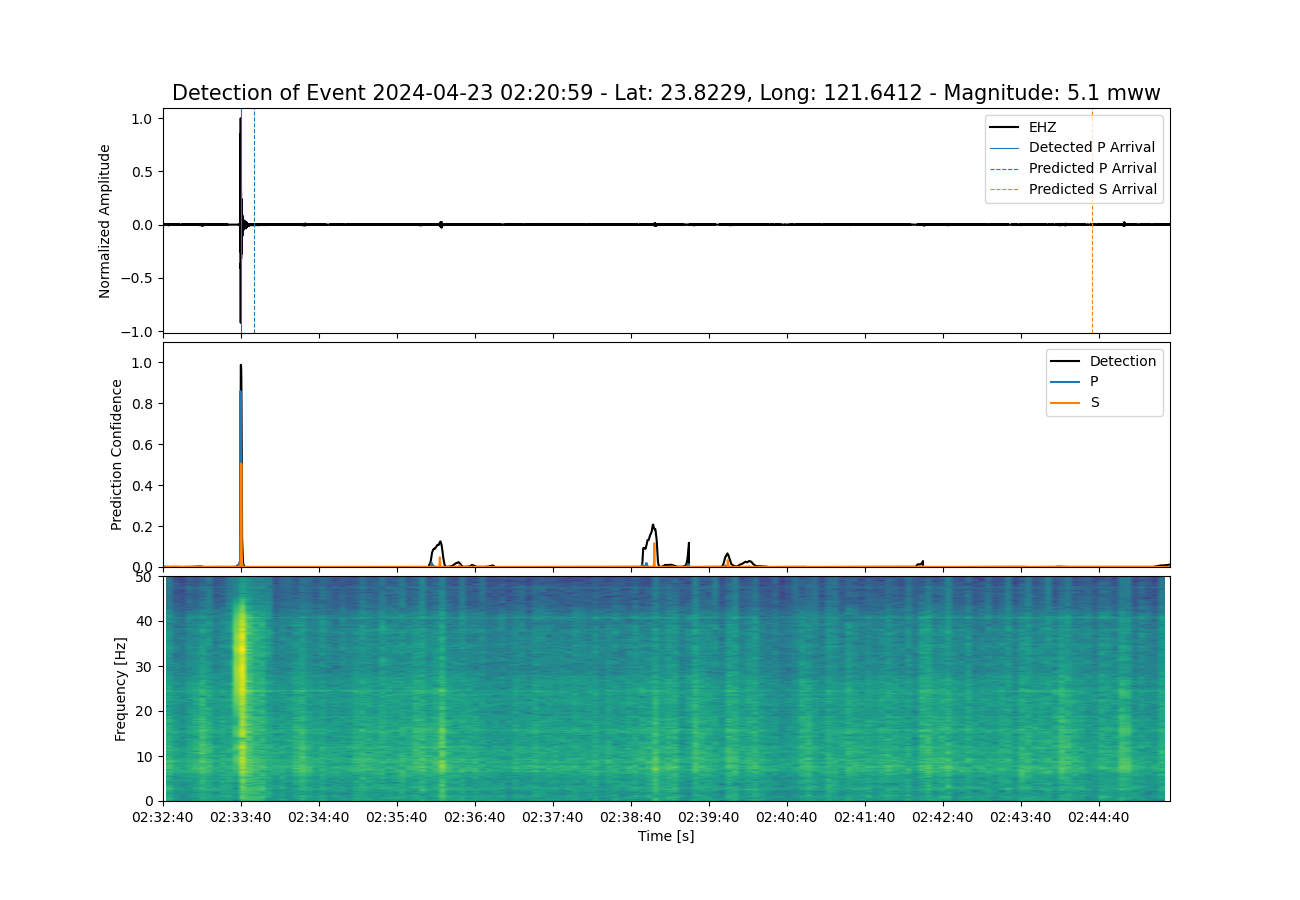 Detection of Event 2024-04-23 02:20:59 - Lat: 23.8229, Long: 121.6412 - Magnitude: 5.1 mww
Normalized Amplitude
1.0
0.5
0.0
−0.5
−1.0
EHZ
Detected P Arrival
Predicted P Arrival
Predicted S Arrival
Prediction Confidence
1.0
0.8
0.6
0.4
0.2
0.0
Detection
P
S
Frequency [Hz]
50
40
30
20
10
0
02:32:40 02:33:40 02:34:40 02:35:40 02:36:40 02:37:40 02:38:40 02:39:40 02:40:40 02:41:40 02:42:40 02:43:40 02:44:40
Time [s]